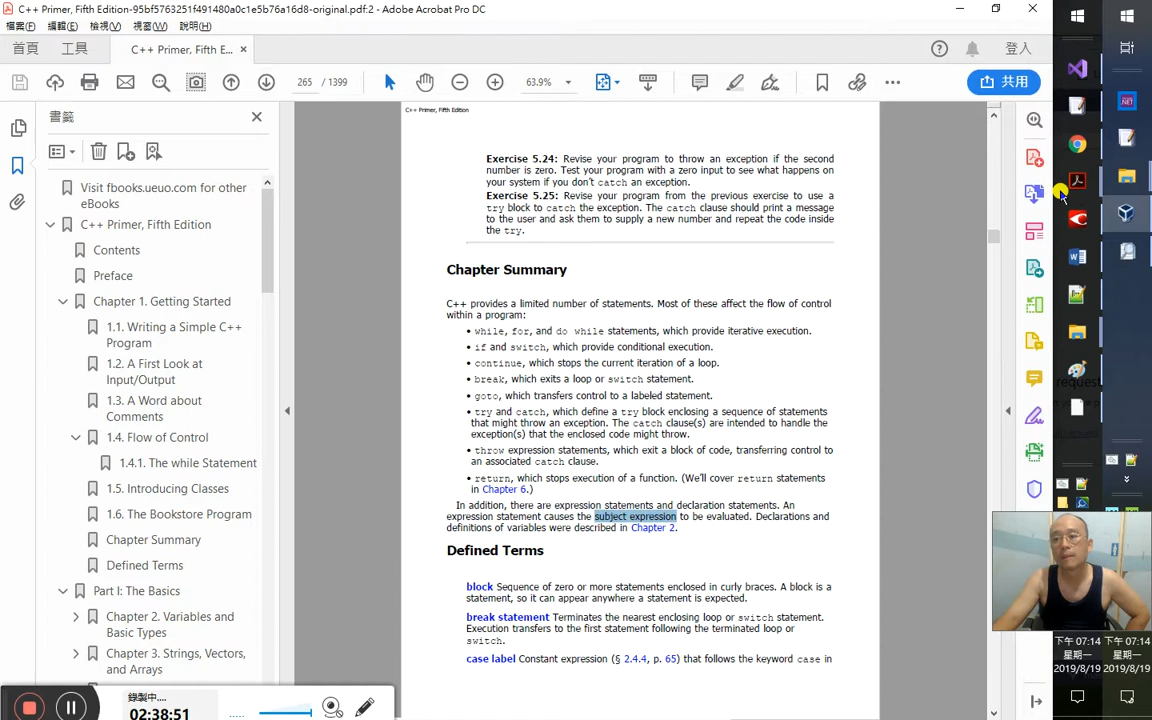 C++ Primer, Fifth Edition-95bf5763231251a480a0c1e5b76a16d8-original.pdf.2 - Adobe Acrobat Pro DC
檔案(F) 編輯(E) 檢視(V) 視窗(W) 說明(H)
首頁 工具 C++ Primer, Fifth E... × 登入
265 / 1399 63.9% 共用
書籤
Visit fbooks.ueuo.com for other
eBooks
C++ Primer, Fifth Edition
Contents
Preface
Chapter 1. Getting Started
1.1. Writing a Simple C++
Program
1.2. A First Look at
Input/Output
1.3. A Word about
Comments
1.4. Flow of Control
1.4.1. The while Statement
1.5. Introducing Classes
1.6. The Bookstore Program
Chapter Summary
Defined Terms
Part I: The Basics
Chapter 2. Variables and
Basic Types
Chapter 3. Strings, Vectors,
and Arrays
C++ Primer, Fifth Edition
Exercise 5.24: Revise your program to throw an exception if the second
number is zero. Test your program with a zero input to see what happens on
your system if you don't catch an exception.
Exercise 5.25: Revise your program from the previous exercise to use a
try block to catch the exception. The catch clause should print a message
to the user and ask them to supply a new number and repeat the code inside
the try.
Chapter Summary
C++ provides a limited number of statements. Most of these affect the flow of control
within a program:
• while, for, and do while statements, which provide iterative execution.
• if and switch, which provide conditional execution.
• continue, which stops the current iteration of a loop.
• break, which exits a loop or switch statement.
• goto, which transfers control to a labeled statement.
• try and catch, which define a try block enclosing a sequence of statements
that might throw an exception. The catch clause(s) are intended to handle the
exception(s) that the enclosed code might throw.
• throw expression statements, which exit a block of code, transferring control to
an associated catch clause.
• return, which stops execution of a function. (We'll cover return statements
in Chapter 6.)
In addition, there are expression statements and declaration statements. An
expression statement causes the subject expression to be evaluated. Declarations and
definitions of variables were described in Chapter 2.
Defined Terms
block Sequence of zero or more statements enclosed in curly braces. A block is a
statement, so it can appear anywhere a statement is expected.
break statement Terminates the nearest enclosing loop or switch statement.
Execution transfers to the first statement following the terminated loop or
switch.
case label Constant expression (§ 2.4.4, p. 65) that follows the keyword case in
request
錄製中....
02:38:51
下午 07:14 下午 07:14
星期一 星期一
2019/8/19 2019/8/19